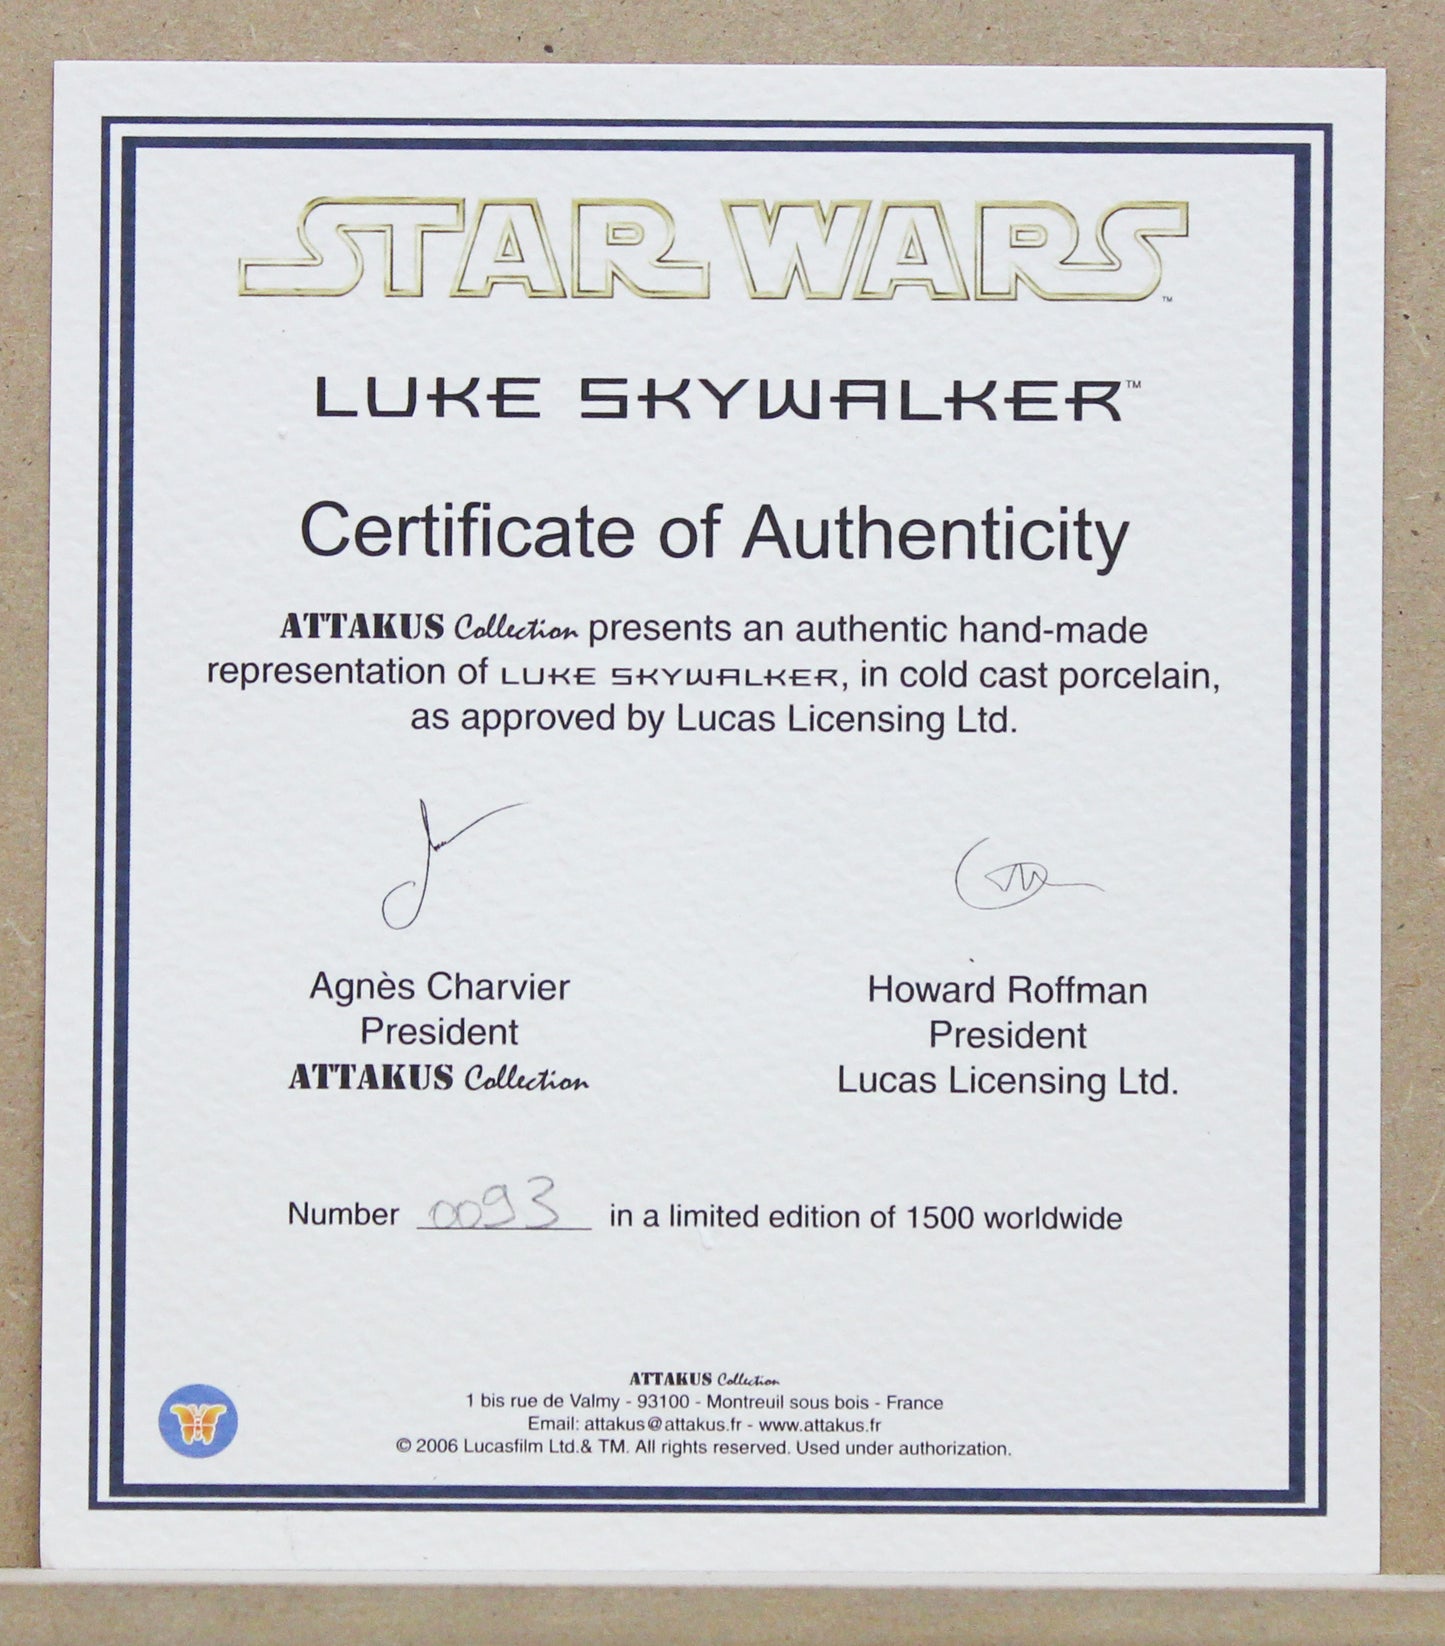 STAR WARS™
LUKE SKYWALKER™
Certificate of Authenticity
ATTAKUS Collection presents an authentic hand-made
representation of LUKE SKYWALKER, in cold cast porcelain,
as approved by Lucas Licensing Ltd.
Agnès Charvier
President
ATTAKUS Collection
Howard Roffman
President
Lucas Licensing Ltd.
Number 0093 in a limited edition of 1500 worldwide
ATTAKUS Collection
1 bis rue de Valmy - 93100 - Montreuil sous bois - France
Email: attakus@attakus.fr - www.attakus.fr
© 2006 Lucasfilm Ltd.& TM. All rights reserved. Used under authorization.